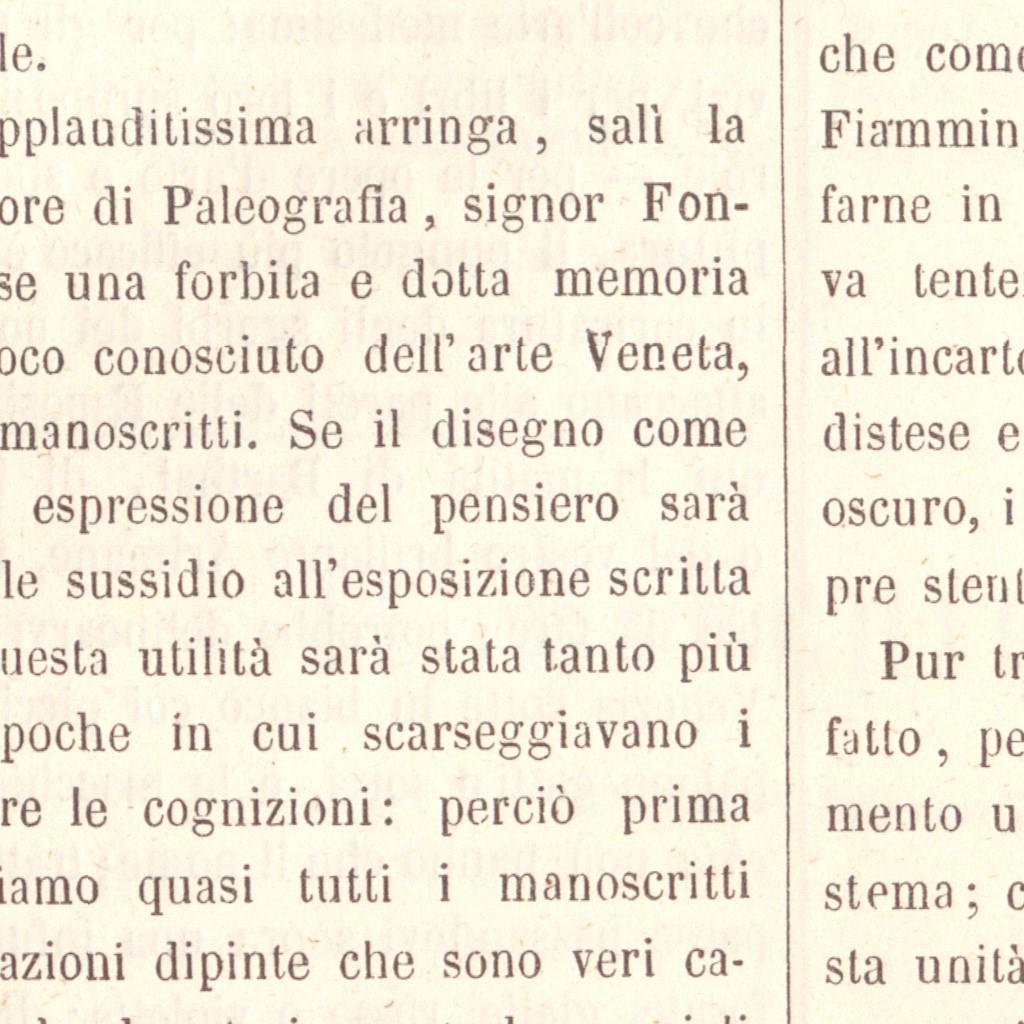 le.
pplauditissima arringa, salì la
ore di Paleografia, signor Fon-
se una forbita e dotta memoria
oco conosciuto dell'arte Veneta,
manoscritti. Se il disegno come
espressione del pensiero sarà
le sussidio all'esposizione scritta
uesta utilità sarà stata tanto più
poche in cui scarseggiavano i
re le cognizioni: perciò prima
iamo quasi tutti i manoscritti
azioni dipinte che sono veri ca-
che come
Fiammin
farne in
va tente
all'incarto
distese e
oscuro, i
pre stent
Pur tr
fatto, pe
mento u
stema; c
sta unità